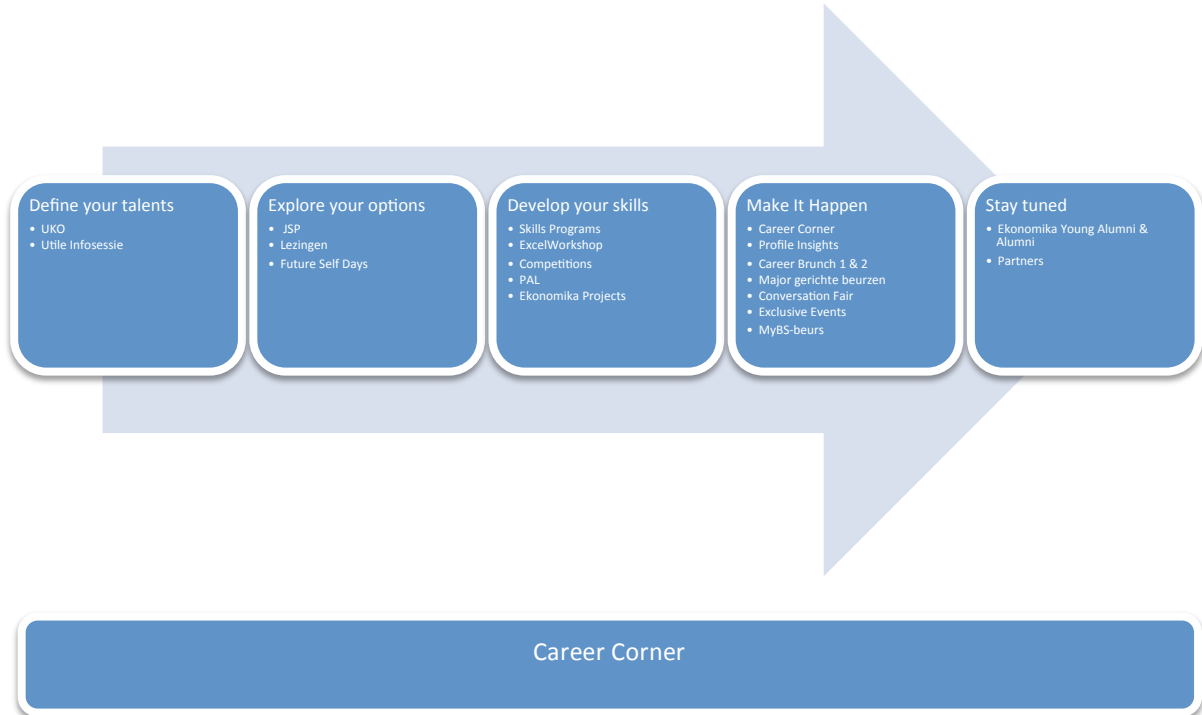 Define your talents
• UKO
• Utile Infosessie
Explore your options
• JSP
• Lezingen
• Future Self Days
Develop your skills
• Skills Programs
• ExcelWorkshop
• Competitions
• PAL
• Ekonomika Projects
Make It Happen
• Career Corner
• Profile Insights
• Career Brunch 1 & 2
• Major gerichte beurzen
• Conversation Fair
• Exclusive Events
• MyBS-beurs
Stay tuned
• Ekonomika Young Alumni &
Alumni
• Partners
Career Corner